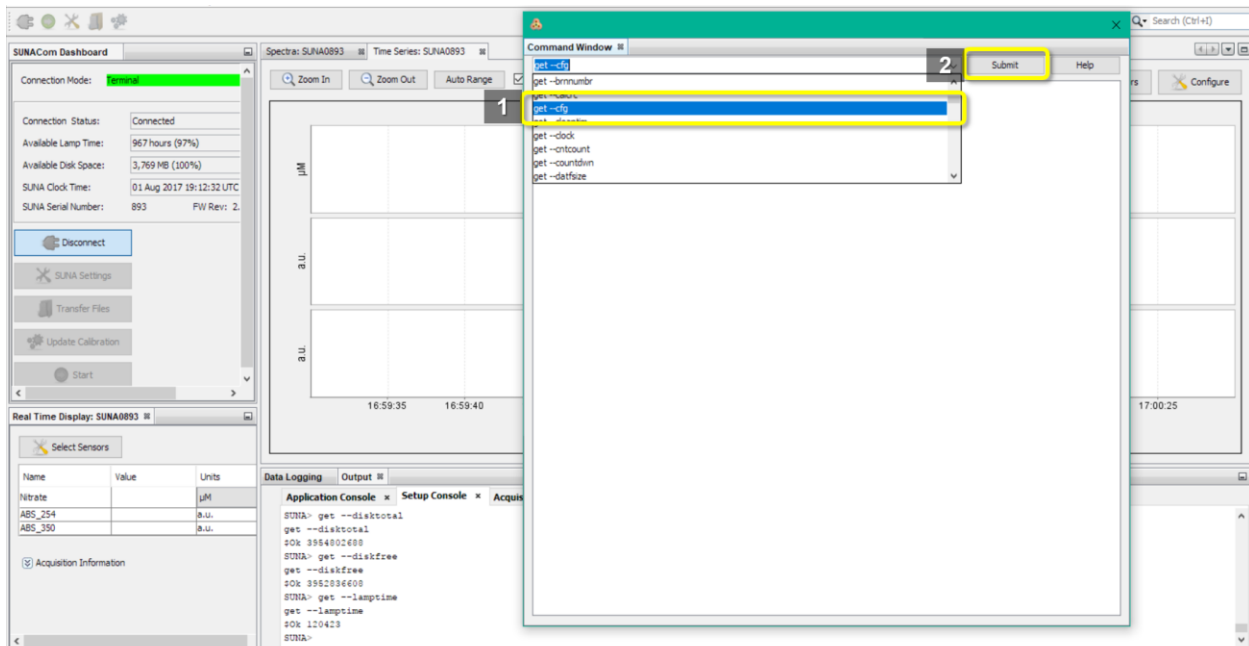 Search (Ctrl+I)
SUNACom Dashboard
Connection Mode: Terminal
Connection Status: Connected
Available Lamp Time: 967 hours (97%)
Available Disk Space: 3,769 MB (100%)
SUNA Clock Time: 01 Aug 2017 19:12:32 UTC
SUNA Serial Number: 893 FW Rev: 2.
Disconnect
SUNA Settings
Transfer Files
Update Calibration
Start
Real Time Display: SUNA0893
Select Sensors
Name Value Units
Nitrate µM
ABS_254 a.u.
ABS_350 a.u.
Acquisition Information
Spectra: SUNA0893 Time Series: SUNA0893
Zoom In Zoom Out Auto Range
rs Configure
µM
a.u.
a.u.
16:59:35 16:59:40 17:00:25
Command Window
get --cfg 2 Submit Help
get --brnnumbr
1 get --cfg
get --clock
get --cntcount
get --countdwn
get --datfsize
Data Logging Output
Application Console Setup Console Acquis
SUNA> get --disktotal
get --disktotal
$Ok 3954802688
SUNA> get --diskfree
get --diskfree
$Ok 3952836608
SUNA> get --lamptime
get --lamptime
$Ok 120423
SUNA>